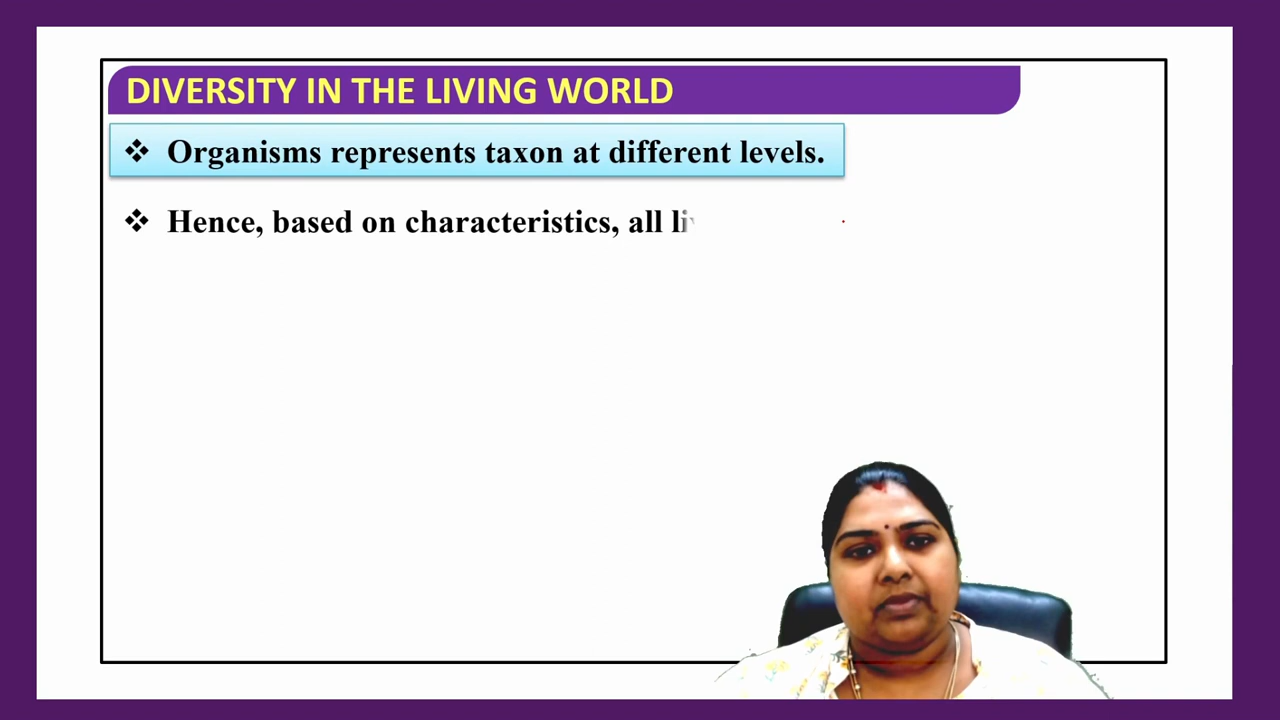 DIVERSITY IN THE LIVING WORLD
Organisms represents taxon at different levels.
Hence, based on characteristics, all